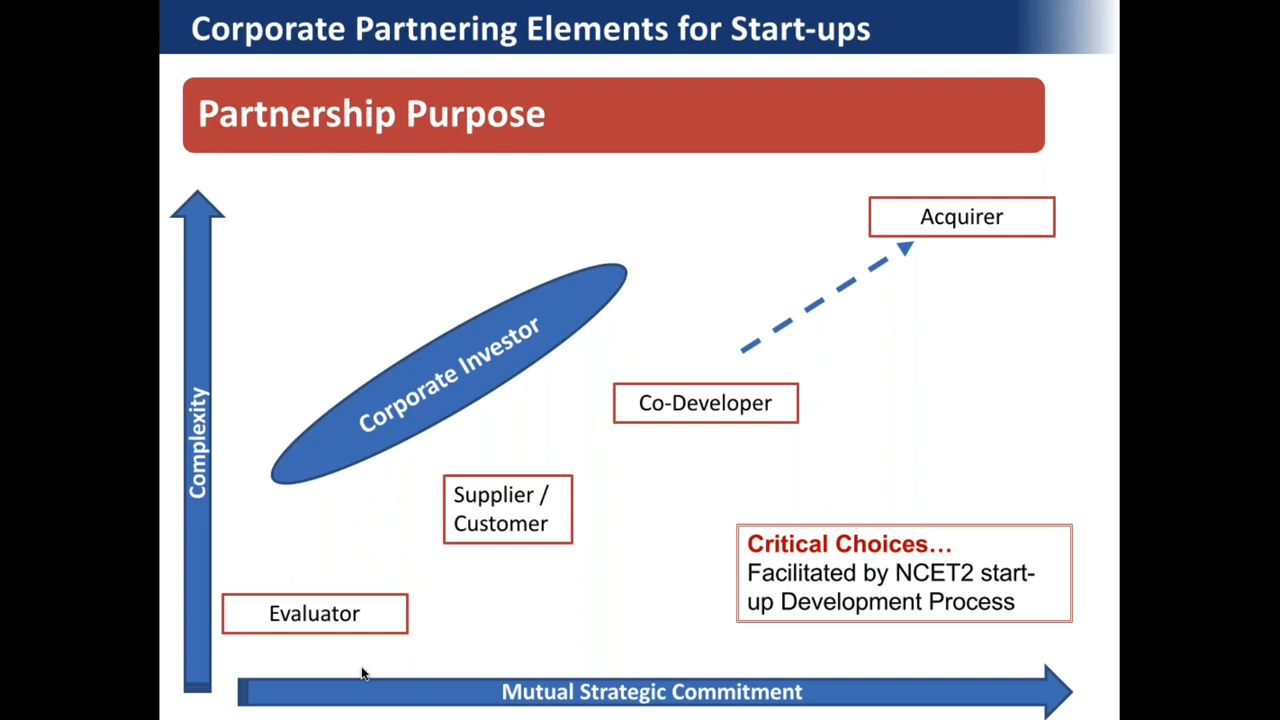 Corporate Partnering Elements for Start-ups
Partnership Purpose
Acquirer
Corporate Investor
Co-Developer
Complexity
Supplier /
Customer
Critical Choices…
Facilitated by NCET2 start-
up Development Process
Evaluator
Mutual Strategic Commitment